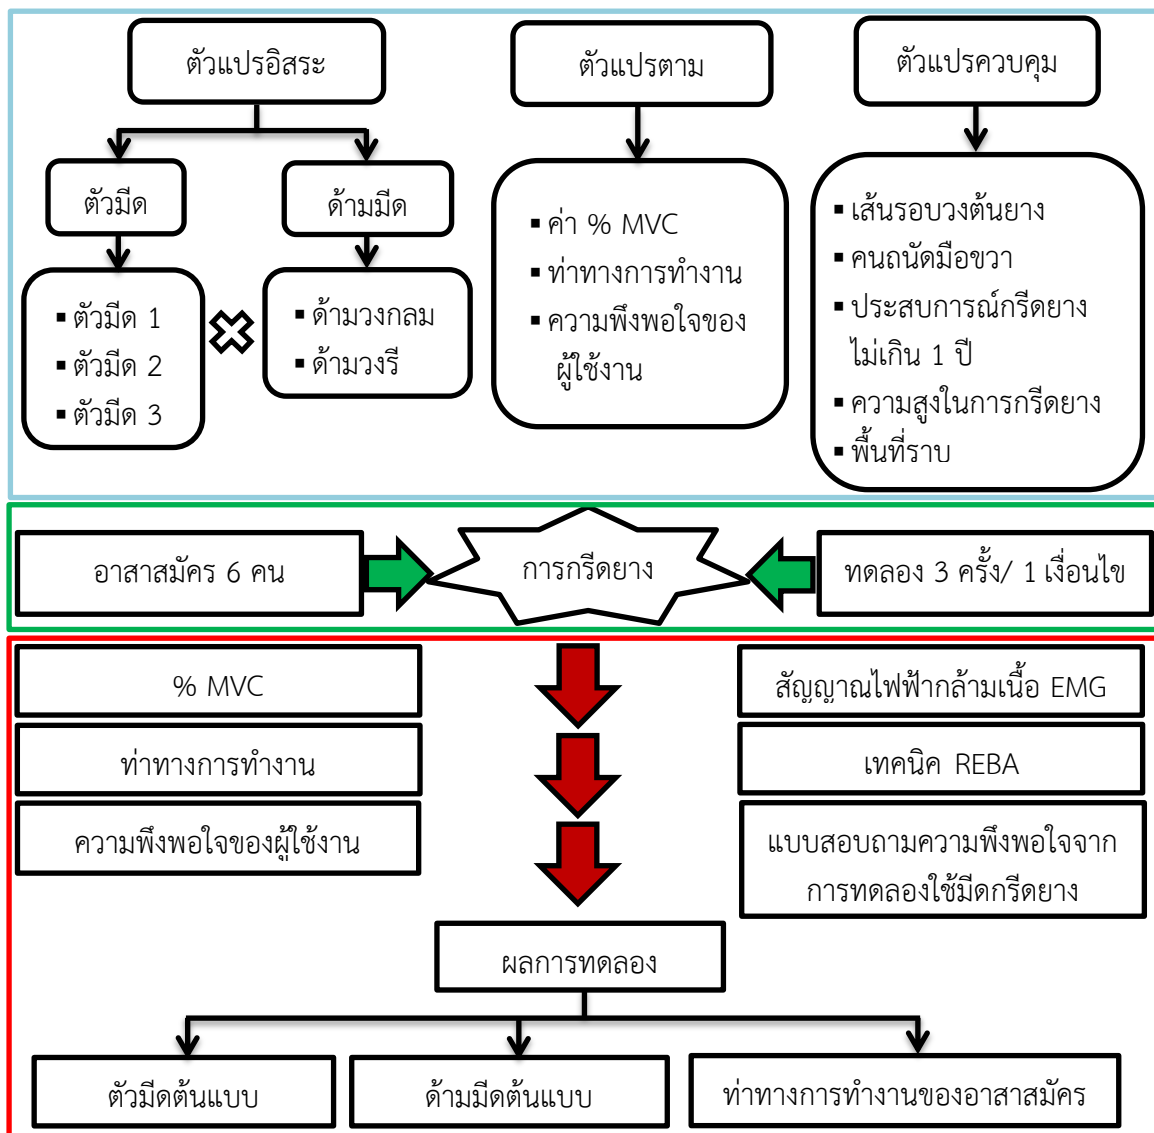 ตัวแปรอิสระ
ตัวแปรตาม
ตัวแปรควบคุม
ตัวมีด
ด้ามมีด
▪ ตัวมีด 1
▪ ตัวมีด 2
▪ ตัวมีด 3
▪ ด้ามวงกลม
▪ ด้ามวงรี
▪ ค่า % MVC
▪ ท่าทางการทำงาน
▪ ความพึงพอใจของ
ผู้ใช้งาน
▪ เส้นรอบวงต้นยาง
▪ คนถนัดมือขวา
▪ ประสบการณ์กรีดยาง
ไม่เกิน 1 ปี
▪ ความสูงในการกรีดยาง
▪ พื้นที่ราบ
อาสาสมัคร 6 คน
การกรีดยาง
ทดลอง 3 ครั้ง/ 1 เงื่อนไข
% MVC
สัญญาณไฟฟ้ากล้ามเนื้อ EMG
ท่าทางการทำงาน
เทคนิค REBA
ความพึงพอใจของผู้ใช้งาน
แบบสอบถามความพึงพอใจจาก
การทดลองใช้มีดกรีดยาง
ผลการทดลอง
ตัวมีดต้นแบบ
ด้ามมีดต้นแบบ
ท่าทางการทำงานของอาสาสมัคร